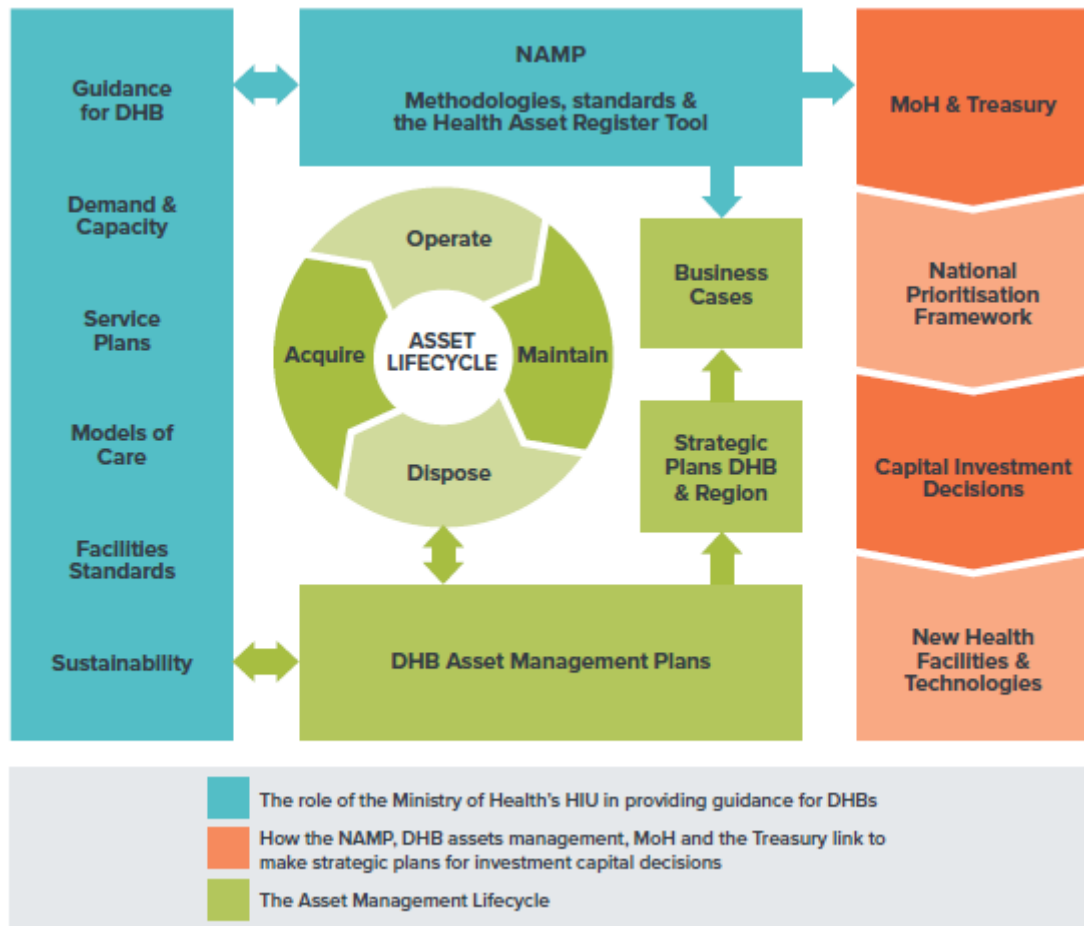 Guidance
for DHB
Demand &
Capacity
Service
Plans
Models of
Care
Facilities
Standards
Sustainability
NAMP
Methodologies, standards &
the Health Asset Register Tool
Operate
Acquire
ASSET
LIFECYCLE
Maintain
Dispose
Business
Cases
Strategic
Plans DHB
& Region
DHB Asset Management Plans
MoH & Treasury
National
Prioritisation
Framework
Capital Investment
Decisions
New Health
Facilities &
Technologies
The role of the Ministry of Health's HIU in providing guidance for DHBs
How the NAMP, DHB assets management, MoH and the Treasury link to
make strategic plans for investment capital decisions
The Asset Management Lifecycle